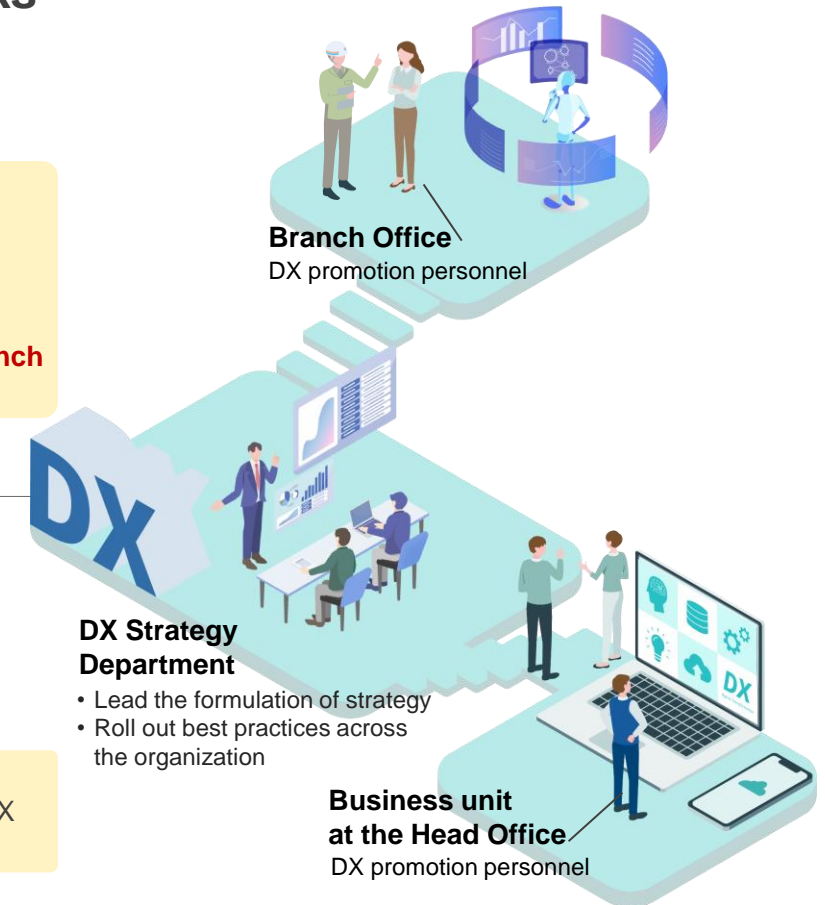 Branch Office
DX promotion personnel
DX
DX Strategy
Department
• Lead the formulation of strategy
• Roll out best practices across
the organization
DX
Business unit
at the Head Office
DX promotion personnel